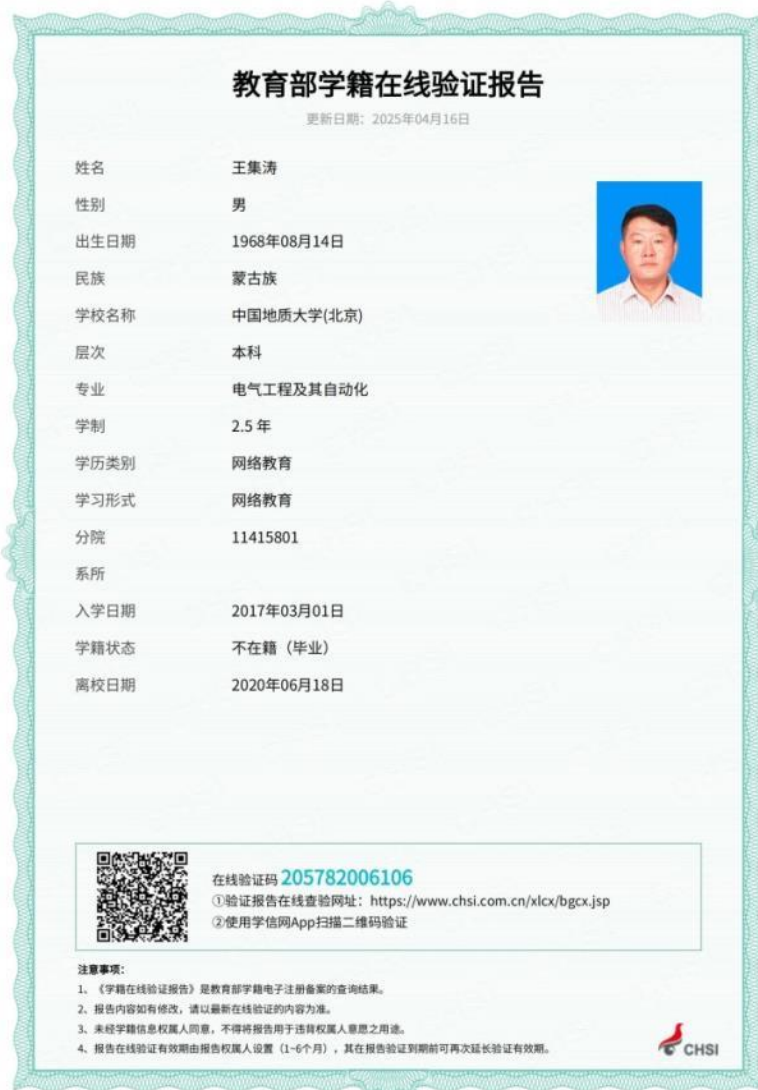 教育部学籍在线验证报告
更新日期：2025年04月16日
姓名 王集涛
性别 男
出生日期 1968年08月14日
民族 蒙古族
学校名称 中国地质大学(北京)
层次 本科
专业 电气工程及其自动化
学制 2.5 年
学历类别 网络教育
学习形式 网络教育
分院 11415801
系所
入学日期 2017年03月01日
学籍状态 不在籍（毕业）
离校日期 2020年06月18日
在线验证码 205782006106
①验证报告在线查验网址：https://www.chsi.com.cn/xlcx/bgcx.jsp
②使用学信网App扫描二维码验证
注意事项：
1、《学籍在线验证报告》是教育部学籍电子注册备案的查询结果。
2、报告内容如有修改，请以最新在线验证的内容为准。
3、未经学籍信息权属人同意，不得将报告用于违背权属人意愿之用途。
4、报告在线验证有效期由报告权属人设置（1~6个月），其在报告验证到期前可再次延长验证有效期。
CHSI